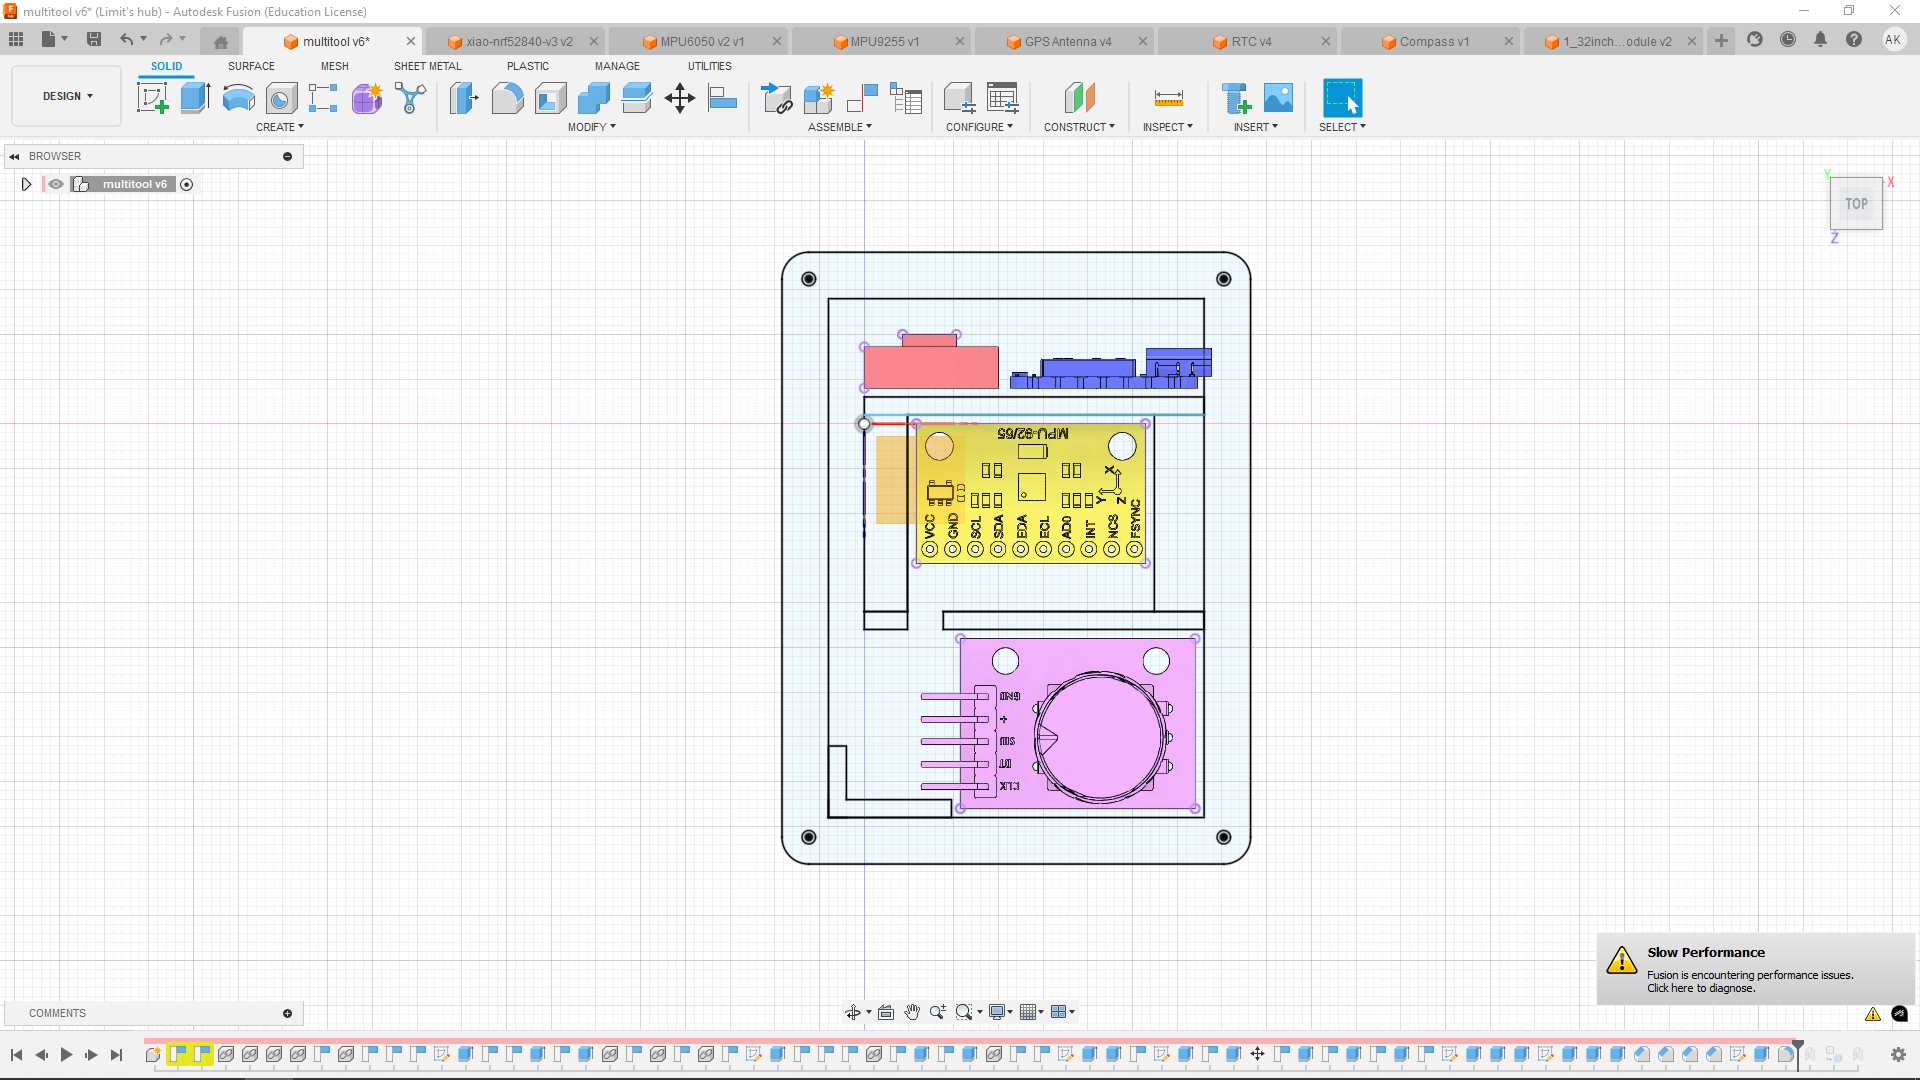 multitool v6* (Limit's hub) - Autodesk Fusion (Education License)
multitool v6*
xiao-nrf52840-v3 v2
MPU6050 v2 v1
MPU9255 v1
GPS Antenna v4
RTC v4
Compass v1
1_32inch...odule v2
AK
SOLID
SURFACE
MESH
SHEET METAL
PLASTIC
MANAGE
UTILITIES
DESIGN
CREATE
MODIFY
ASSEMBLE
CONFIGURE
CONSTRUCT
INSPECT
INSERT
SELECT
BROWSER
multitool v6
Y
X
TOP
Z
MPU-92/65
X
Y
Z
VCC
GND
SCL
SDA
EDA
ECL
AD0
INT
NCS
FSYNC
GND
+
SW
DT
CLK
Slow Performance
Fusion is encountering performance issues.
Click here to diagnose.
COMMENTS